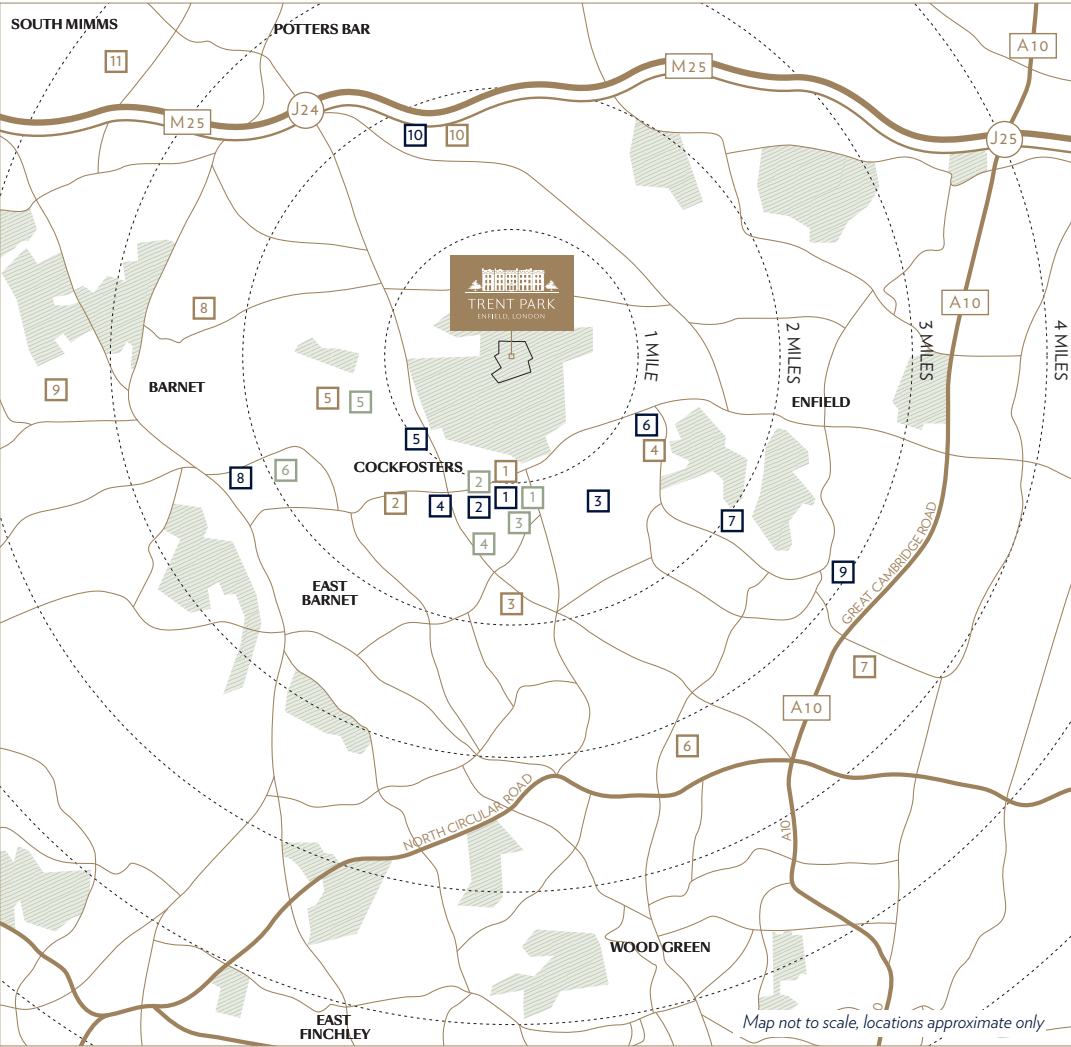 SOUTH MIMMS
POTTERS BAR
A10
11
M25
J24
M25
J25
10
10
TRENT PARK
ENFIELD, LONDON
8
A10
1 MILE
2 MILES
3 MILES
4 MILES
9
BARNET
5
5
ENFIELD
5
6
4
COCKFOSTERS
8
6
2
1
2
4
2
1
1
3
3
7
4
9
GREAT CAMBRIDGE ROAD
EAST
BARNET
3
7
A10
6
NORTH CIRCULAR ROAD
A10
WOOD GREEN
EAST
FINCHLEY
Map not to scale, locations approximate only